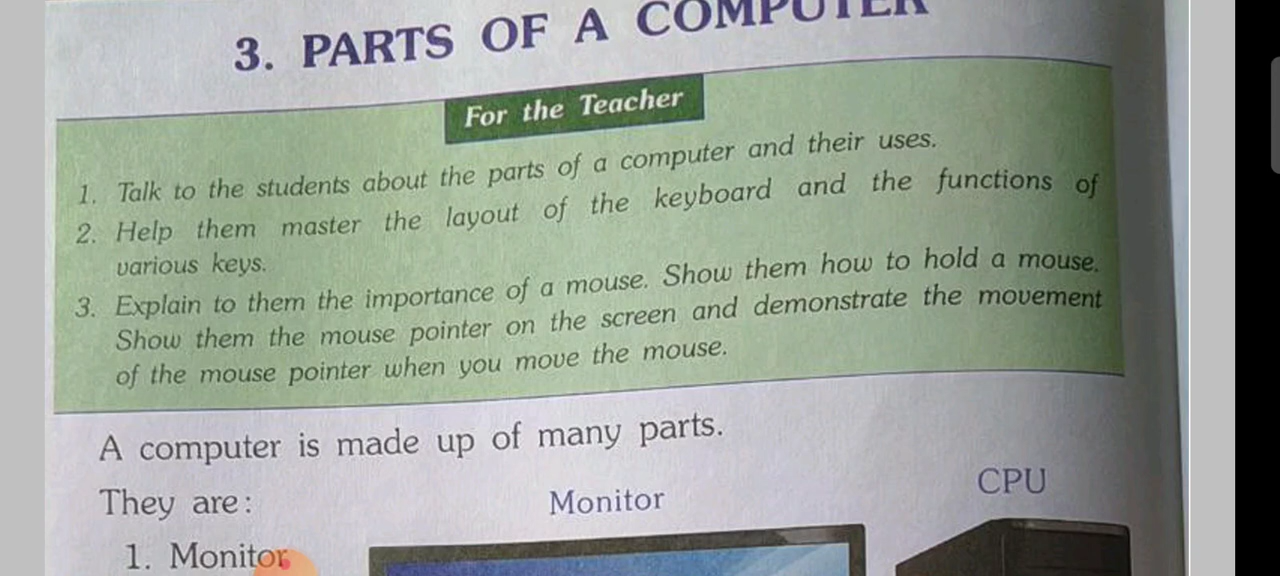 3. PARTS OF A COMPUTER
For the Teacher
1. Talk to the students about the parts of a computer and their uses.
2. Help them master the layout of the keyboard and the functions of
various keys.
3. Explain to them the importance of a mouse. Show them how to hold a mouse.
Show them the mouse pointer on the screen and demonstrate the movement
of the mouse pointer when you move the mouse.
A computer is made up of many parts.
They are:
Monitor
CPU
1. Monitor